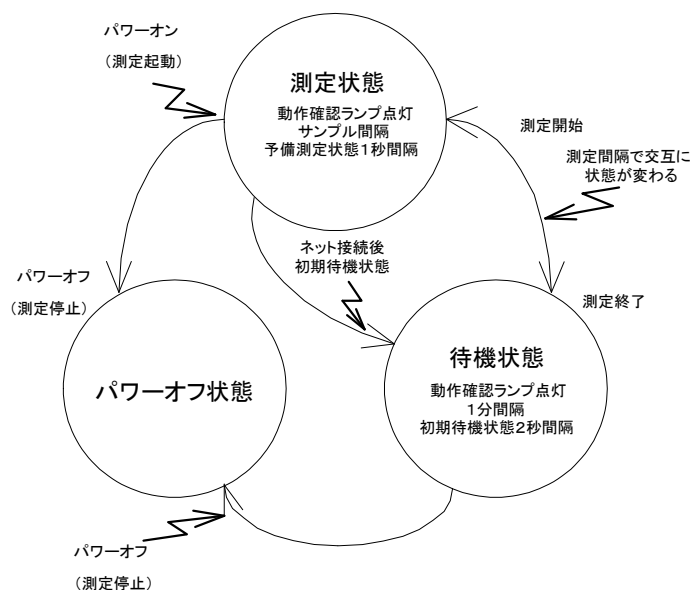 パワーオン
（測定起動）
測定状態
動作確認ランプ点灯
サンプル間隔
予備測定状態１秒間隔
測定開始
測定間隔で交互に
状態が変わる
ネット接続後
初期待機状態
パワーオフ
（測定停止）
測定終了
パワーオフ状態
待機状態
動作確認ランプ点灯
１分間隔
初期待機状態２秒間隔
パワーオフ
（測定停止）